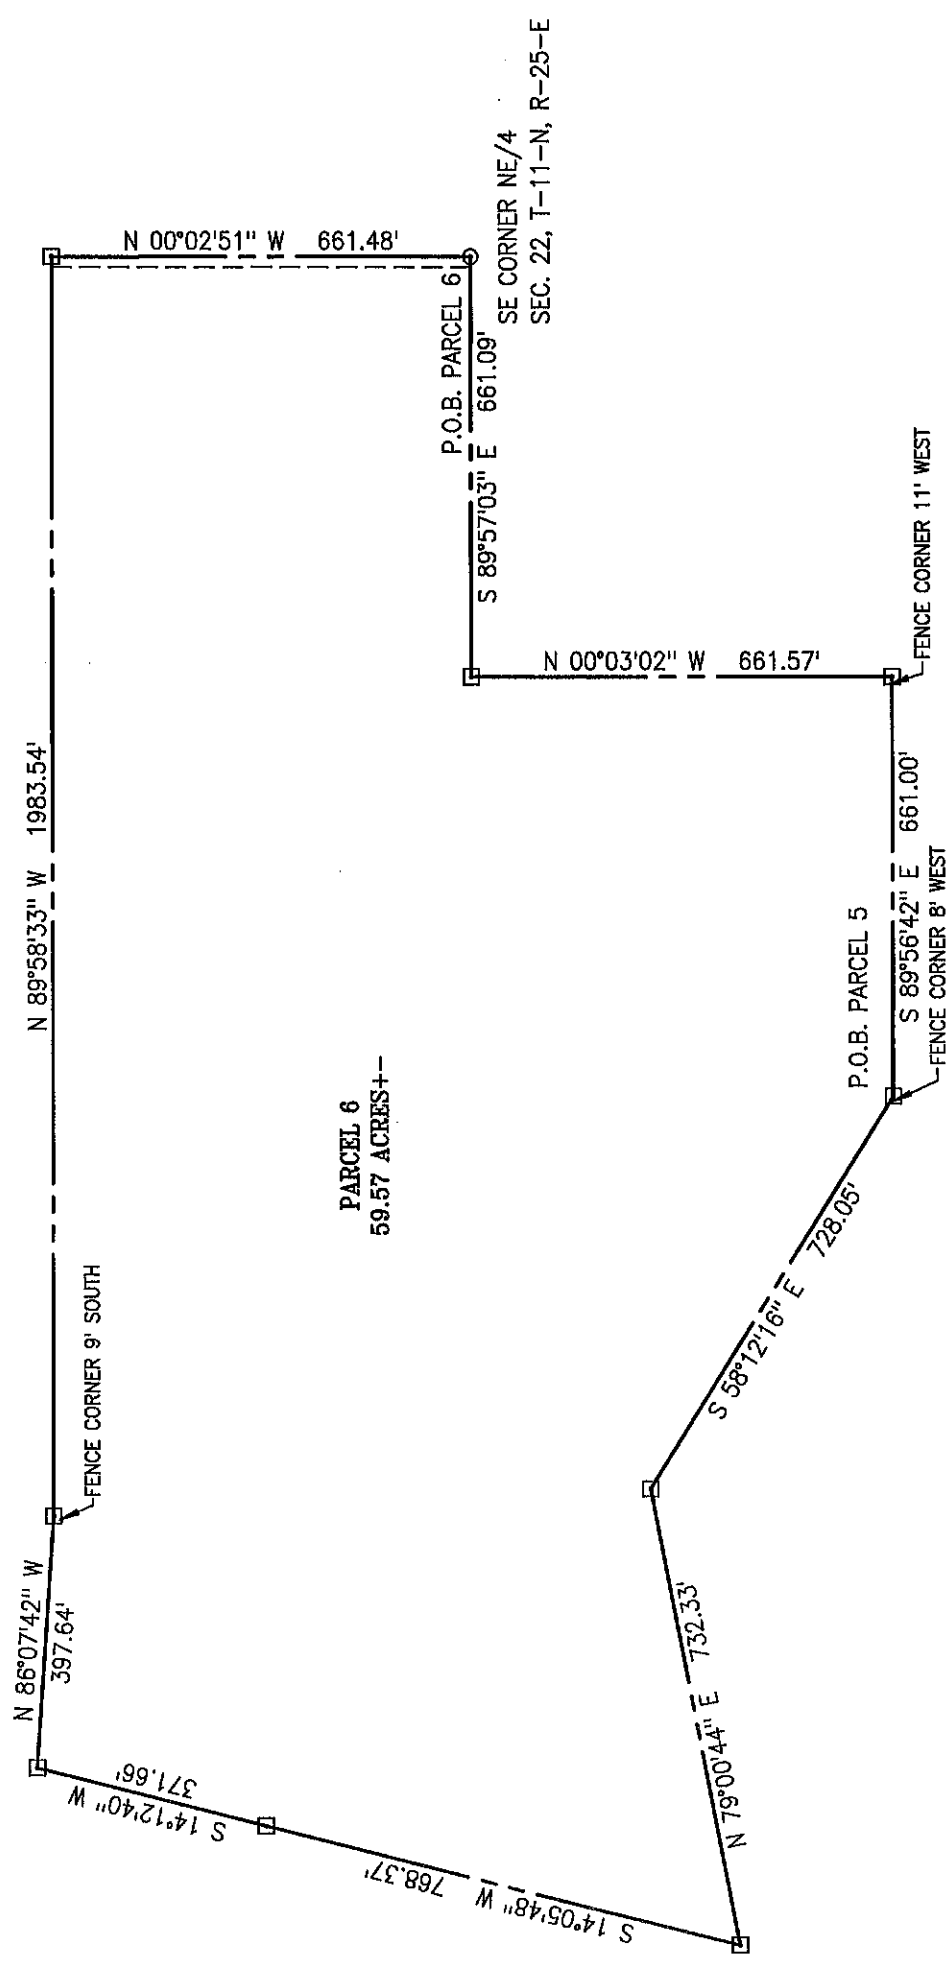 N 89°58'33" W 1983.54'
N 00°02'51" W 661.48'
P.O.B. PARCEL 6
S 89°57'03" E 661.09'
SE CORNER NE/4
SEC. 22, T-11-N, R-25-E
N 00°03'02" W 661.57'
FENCE CORNER 11' WEST
P.O.B. PARCEL 5
S 89°56'42" E 661.00'
FENCE CORNER 8' WEST
S 58°12'16" E 728.05'
N 79°00'44" E 732.33'
S 14°05'48" W 768.37'
S 14°12'40" W 371.66'
N 86°07'42" W
397.64'
FENCE CORNER 9' SOUTH
PARCEL 6
59.57 ACRES+-